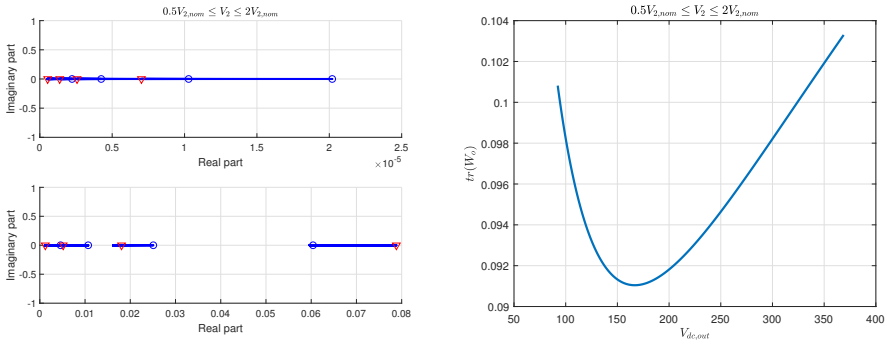 0.5V_{2,nom} ≤ V_2 ≤ 2V_{2,nom}
1
0.5
0
-0.5
-1
Imaginary part
0 0.5 1 1.5 2 2.5
Real part
×10^{-5}
1
0.5
0
-0.5
-1
Imaginary part
0 0.01 0.02 0.03 0.04 0.05 0.06 0.07 0.08
Real part
0.5V_{2,nom} ≤ V_2 ≤ 2V_{2,nom}
0.104
0.102
0.1
0.098
0.096
0.094
0.092
0.09
tr(W_o)
50 100 150 200 250 300 350 400
V_{dc,out}